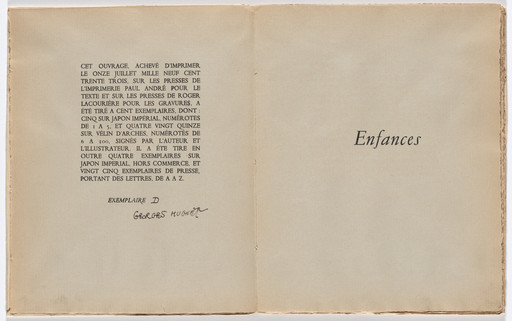 CET OUVRAGE, ACHEVÉ D'IMPRIMER
LE ONZE JUILLET MILLE NEUF CENT
TRENTE TROIS, SUR LES PRESSES DE
L'IMPRIMERIE PAUL ANDRÉ POUR LE
TEXTE ET SUR LES PRESSES DE ROGER
LACOURIÈRE POUR LES GRAVURES, A
ÉTÉ TIRÉ A CENT EXEMPLAIRES, DONT :
CINQ SUR JAPON IMPÉRIAL, NUMÉROTÉS
DE 1 A 5, ET QUATRE VINGT QUINZE
SUR VÉLIN D'ARCHES, NUMÉROTÉS DE
6 A 100, SIGNÉS PAR L'AUTEUR ET
L'ILLUSTRATEUR. IL A ÉTÉ TIRÉ EN
OUTRE QUATRE EXEMPLAIRES SUR
JAPON IMPÉRIAL, HORS COMMERCE, ET
VINGT CINQ EXEMPLAIRES DE PRESSE,
PORTANT DES LETTRES, DE A A Z.
EXEMPLAIRE D
GEORGES HUGNET
Enfances